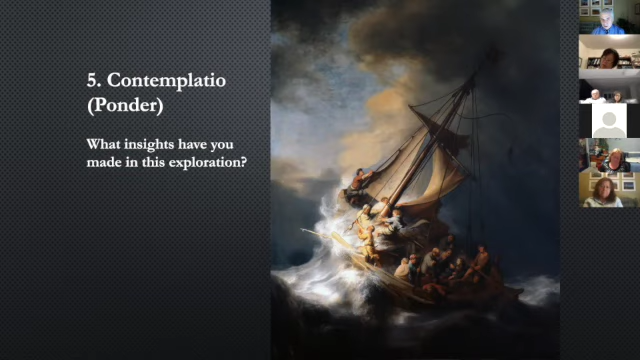 5. Contemplatio
(Ponder)
What insights have you
made in this exploration?